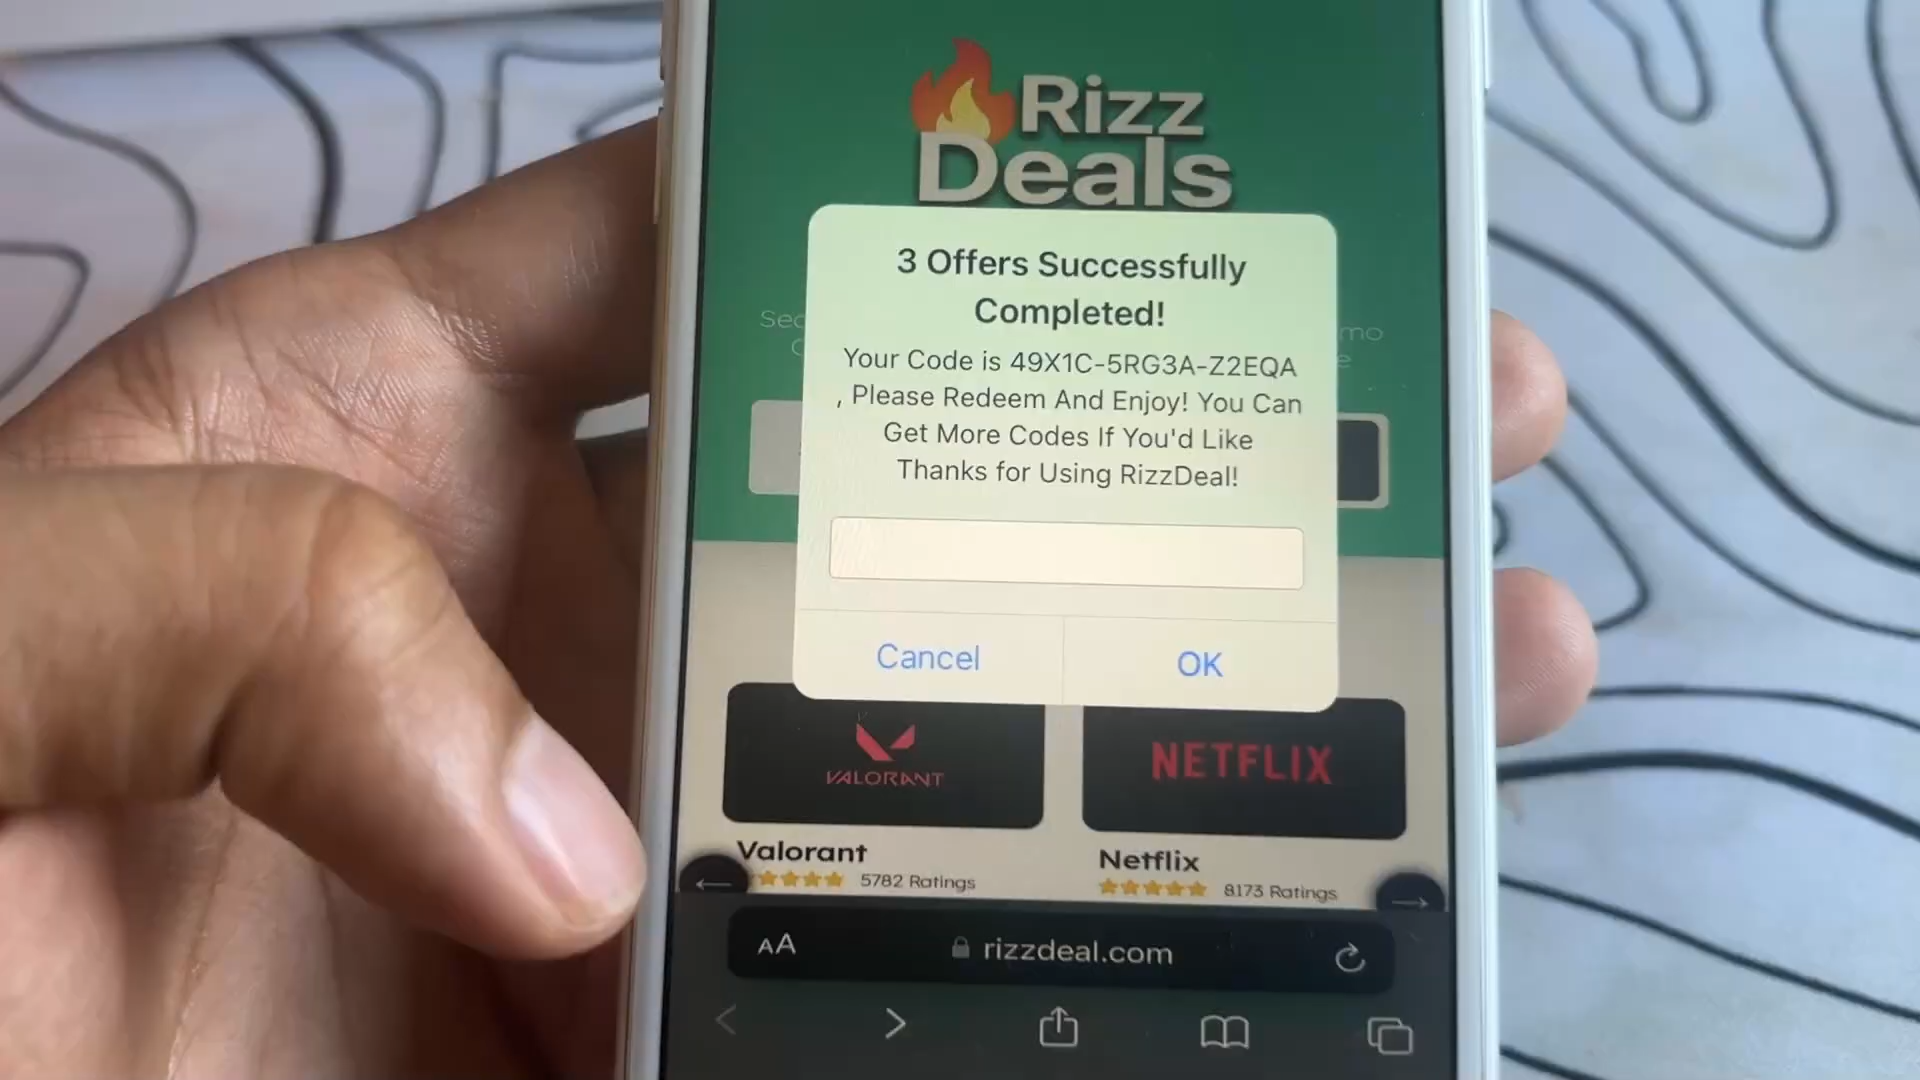 Rizz
Deals
3 Offers Successfully
Completed!
Your Code is 49X1C-5RG3A-Z2EQA
, Please Redeem And Enjoy! You Can
Get More Codes If You'd Like
Thanks for Using RizzDeal!
Cancel
OK
VALORANT
NETFLIX
Valorant
Netflix
5782 Ratings
8173 Ratings
AA
rizzdeal.com